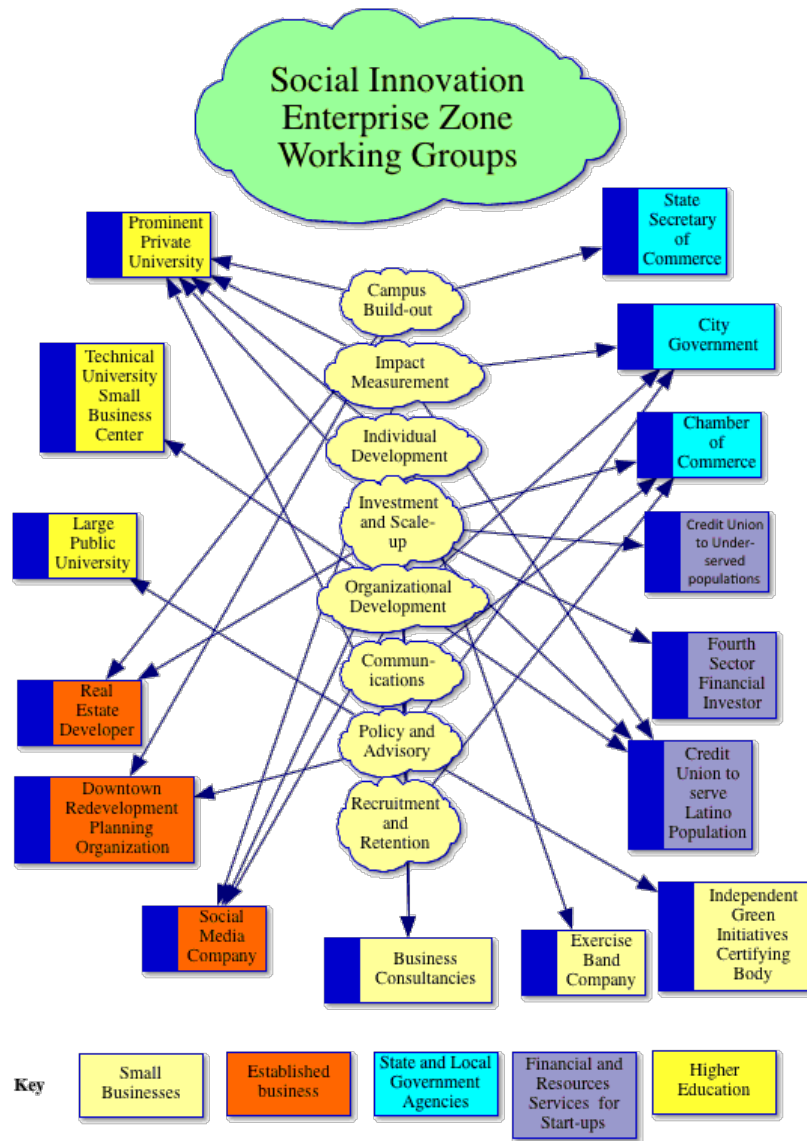 Social Innovation
Enterprise Zone
Working Groups
State
Secretary
of
Commerce
Prominent
Private
University
Campus
Build-out
City
Government
Technical
University
Small
Business
Center
Impact
Measurement
Individual
Development
Chamber
of
Commerce
Investment
and Scale-
up
Credit Union
to Under-
served
populations
Large
Public
University
Organizational
Development
Fourth
Sector
Financial
Investor
Commun-
ications
Real
Estate
Developer
Policy and
Advisory
Credit
Union to
serve
Latino
Population
Downtown
Redevelopment
Planning
Organization
Recruitment
and
Retention
Independent
Green
Initiatives
Certifying
Body
Social
Media
Company
Business
Consultancies
Exercise
Band
Company
Key
Small
Businesses
Established
business
State and Local
Government
Agencies
Financial and
Resources
Services for
Start-ups
Higher
Education